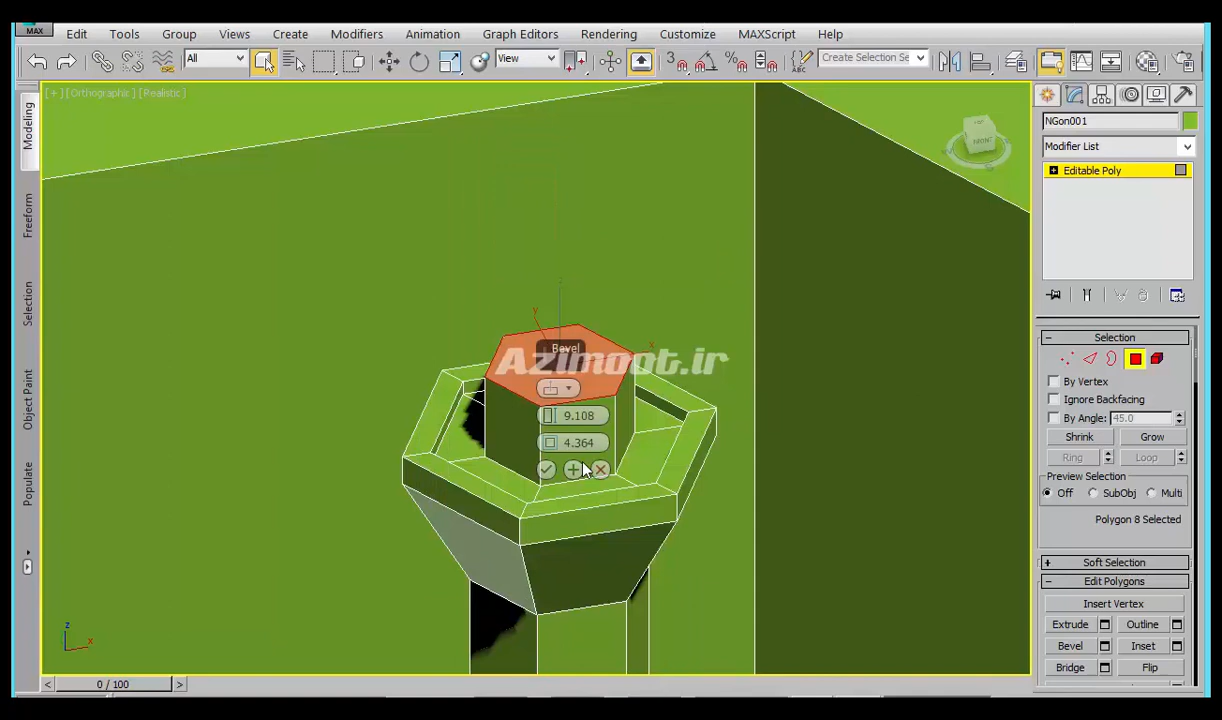 MAX
Edit Tools Group Views Create Modifiers Animation Graph Editors Rendering Customize MAXScript Help
All View Create Selection Se
[+][Orthographic][Realistic]
Modeling
Freeform
Selection
Object Paint
Populate
TOP
FRONT
z
y
x
Bevel
Azimoot.ir
9.108
4.364
z
x
< 0 / 100 >
NGon001
Modifier List
Editable Poly
Selection
By Vertex
Ignore Backfacing
By Angle: 45.0
Shrink Grow
Ring Loop
Preview Selection
Off SubObj Multi
Polygon 8 Selected
Soft Selection
Edit Polygons
Insert Vertex
Extrude Outline
Bevel Inset
Bridge Flip